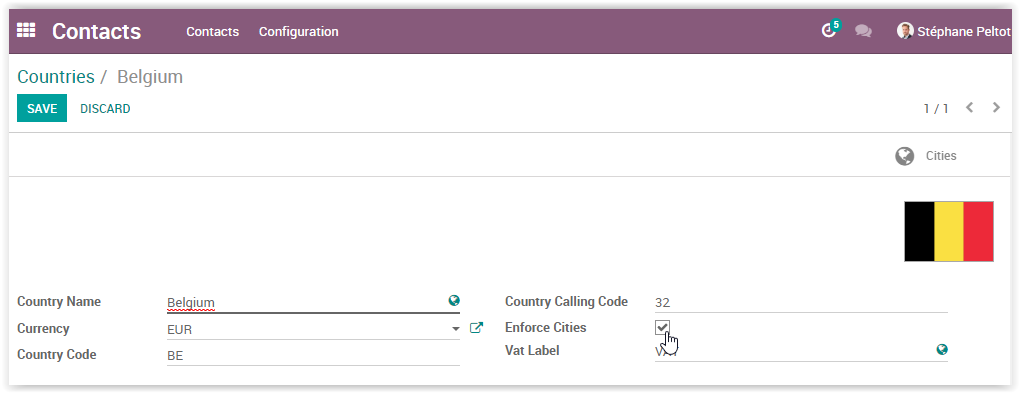 Contacts Contacts Configuration 5 Stéphane Peltot
Countries / Belgium
SAVE DISCARD 1 / 1
Cities
Country Name Belgium Country Calling Code 32
Currency EUR Enforce Cities
Country Code BE Vat Label